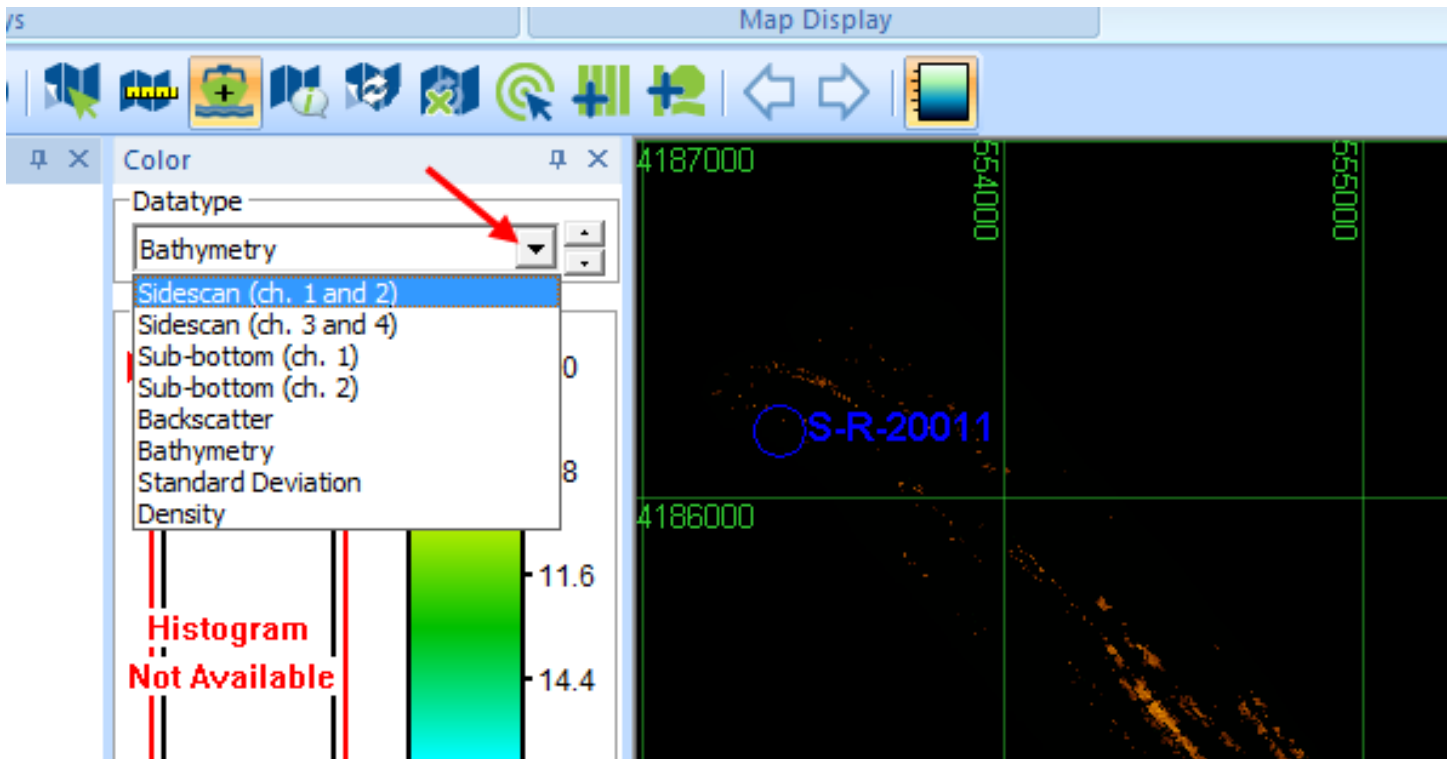 ys
Map Display
Color
Datatype
Bathymetry
Sidescan (ch. 1 and 2)
Sidescan (ch. 3 and 4)
Sub-bottom (ch. 1)
Sub-bottom (ch. 2)
Backscatter
Bathymetry
Standard Deviation
Density
0
8
11.6
14.4
Histogram
Not Available
4187000
554000
555000
S-R-20011
4186000